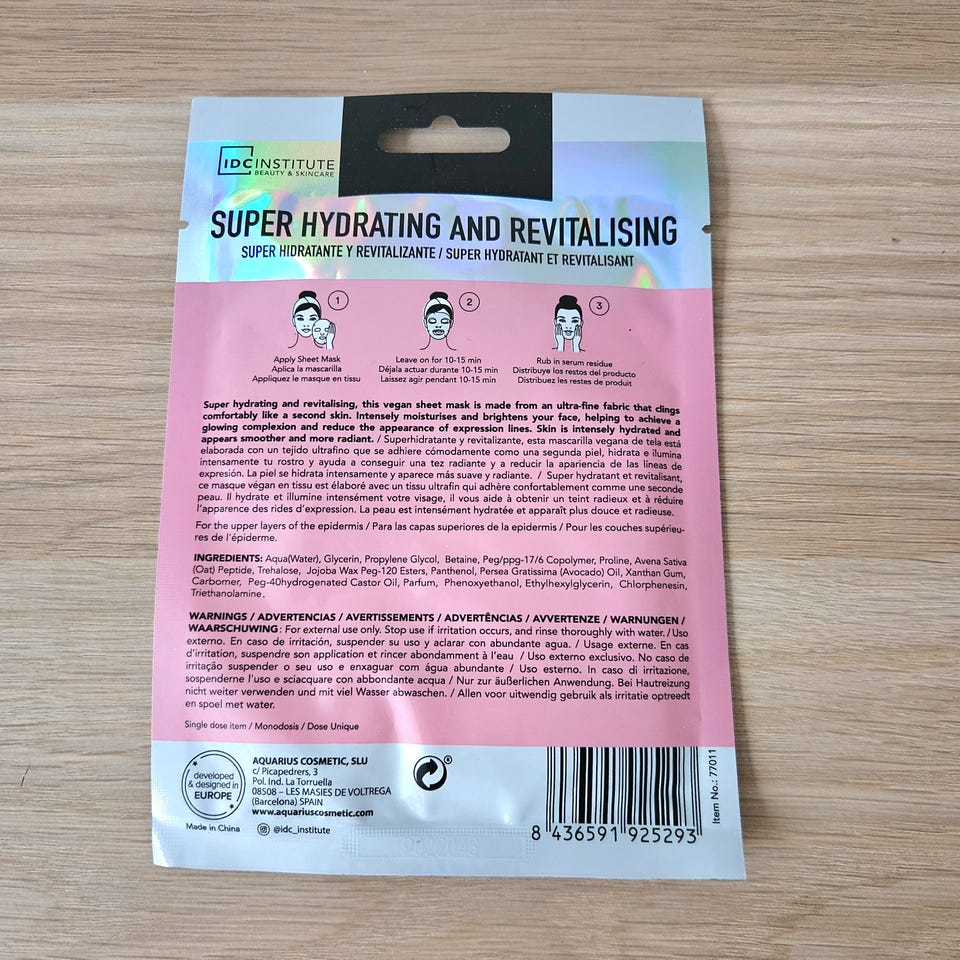 IDC INSTITUTE
BEAUTY & SKINCARE
SUPER HYDRATING AND REVITALISING
SUPER HIDRATANTE Y REVITALIZANTE / SUPER HYDRATANT ET REVITALISANT
1
2
3
Apply Sheet Mask
Aplica la mascarilla
Appliquez le masque en tissu
Leave on for 10-15 min
Déjala actuar durante 10-15 min
Laissez agir pendant 10-15 min
Rub in serum residue
Distribuye los restos del producto
Distribuez les restes de produit
Super hydrating and revitalising, this vegan sheet mask is made from an ultra-fine fabric that clings
comfortably like a second skin. Intensely moisturises and brightens your face, helping to achieve a
glowing complexion and reduce the appearance of expression lines. Skin is intensely hydrated and
appears smoother and more radiant. / Superhidratante y revitalizante, esta mascarilla vegana de tela está
elaborada con un tejido ultrafino que se adhiere cómodamente como una segunda piel, hidrata e ilumina
intensamente tu rostro y ayuda a conseguir una tez radiante y a reducir la apariencia de las líneas de
expresión. La piel se hidrata intensamente y aparece más suave y radiante. / Super hydratant et revitalisant,
ce masque végan en tissu est élaboré avec un tissu ultrafin qui adhère confortablement comme une seconde
peau. Il hydrate et illumine intensément votre visage, il vous aide à obtenir un teint radieux et à réduire
l'apparence des rides d'expression. La peau est intensément hydratée et apparaît plus douce et radieuse.
For the upper layers of the epidermis / Para las capas superiores de la epidermis / Pour les couches supérieu-
res de l'épiderme.
INGREDIENTS: Aqua(Water), Glycerin, Propylene Glycol, Betaine, Peg/ppg-17/6 Copolymer, Proline, Avena Sativa
(Oat) Peptide, Trehalose, Jojoba Wax Peg-120 Esters, Panthenol, Persea Gratissima (Avocado) Oil, Xanthan Gum,
Carbomer, Peg-40hydrogenated Castor Oil, Parfum, Phenoxyethanol, Ethylhexylglycerin, Chlorphenesin,
Triethanolamine.
WARNINGS / ADVERTENCIAS / AVERTISSEMENTS / ADVERTÊNCIAS / AVVERTENZE / WARNUNGEN /
WAARSCHUWING: For external use only. Stop use if irritation occurs, and rinse thoroughly with water. / Uso
externo. En caso de irritación, suspender su uso y aclarar con abundante agua. / Usage externe. En cas
d'irritation, suspendre son application et rincer abondamment à l'eau / Uso externo exclusivo. No caso de
irritação suspender o seu uso e enxaguar com água abundante / Uso esterno. In caso di irritazione,
sospenderne l'uso e sciacquare con abbondante acqua / Nur zur äußerlichen Anwendung. Bei Hautreizung
nicht weiter verwenden und mit viel Wasser abwaschen. / Allen voor uitwendig gebruik als irritatie optreedt
en spoel met water.
Single dose item / Monodosis / Dose Unique
developed
& designed in
EUROPE
Made in China
AQUARIUS COSMETIC, SLU
c/ Picapedrers, 3
Pol. Ind. La Torruella
08508 – LES MASIES DE VOLTREGA
(Barcelona) SPAIN
www.aquariuscosmetic.com
@idc_institute
8 436591 925293
Item No.: 77011